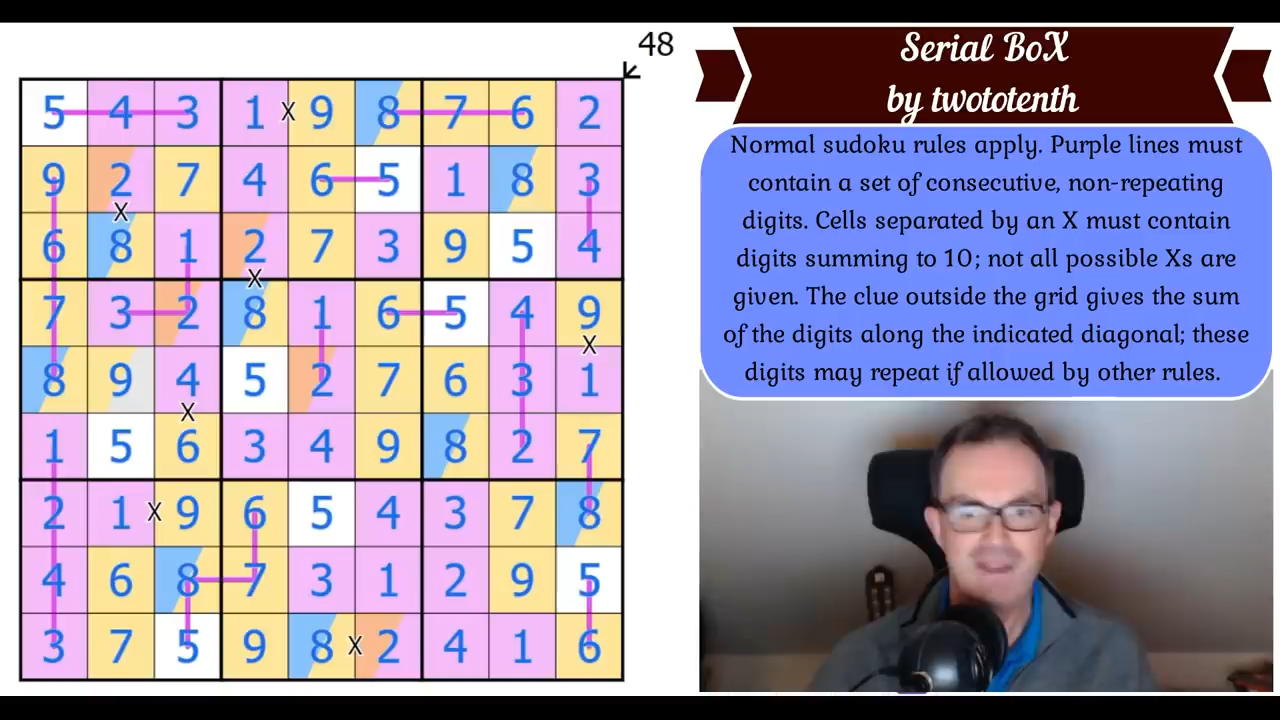 48
Serial BoX
by twototenth
Normal sudoku rules apply. Purple lines must
contain a set of consecutive, non-repeating
digits. Cells separated by an X must contain
digits summing to 10; not all possible Xs are
given. The clue outside the grid gives the sum
of the digits along the indicated diagonal; these
digits may repeat if allowed by other rules.
5 4 3 1 X 9 8 7 6 2
9 2 7 4 6 5 1 8 3
X
6 8 1 2 7 3 9 5 4
X
7 3 2 8 1 6 5 4 9
X
8 9 4 5 2 7 6 3 1
X
1 5 6 3 4 9 8 2 7
2 1 X 9 6 5 4 3 7 8
4 6 8 7 3 1 2 9 5
3 7 5 9 8 X 2 4 1 6